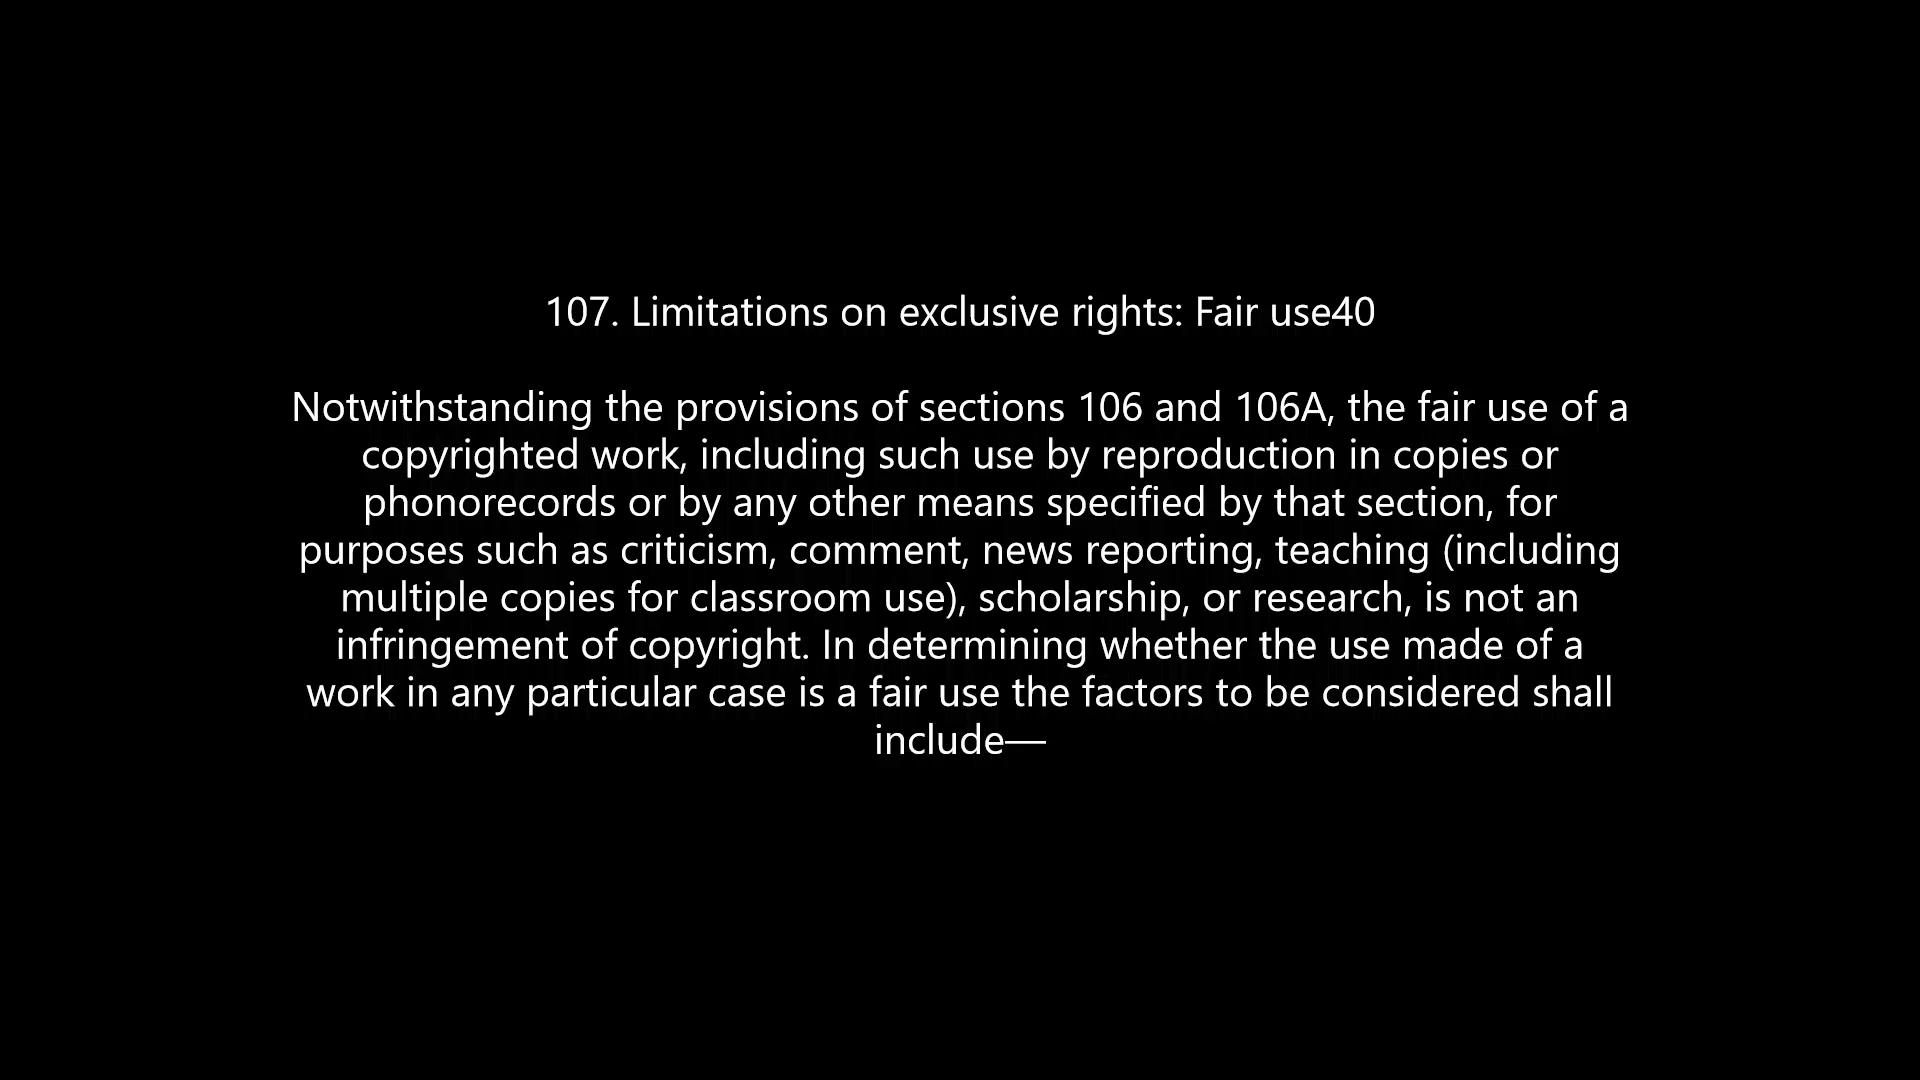 107. Limitations on exclusive rights: Fair use40
Notwithstanding the provisions of sections 106 and 106A, the fair use of a
copyrighted work, including such use by reproduction in copies or
phonorecords or by any other means specified by that section, for
purposes such as criticism, comment, news reporting, teaching (including
multiple copies for classroom use), scholarship, or research, is not an
infringement of copyright. In determining whether the use made of a
work in any particular case is a fair use the factors to be considered shall
include—